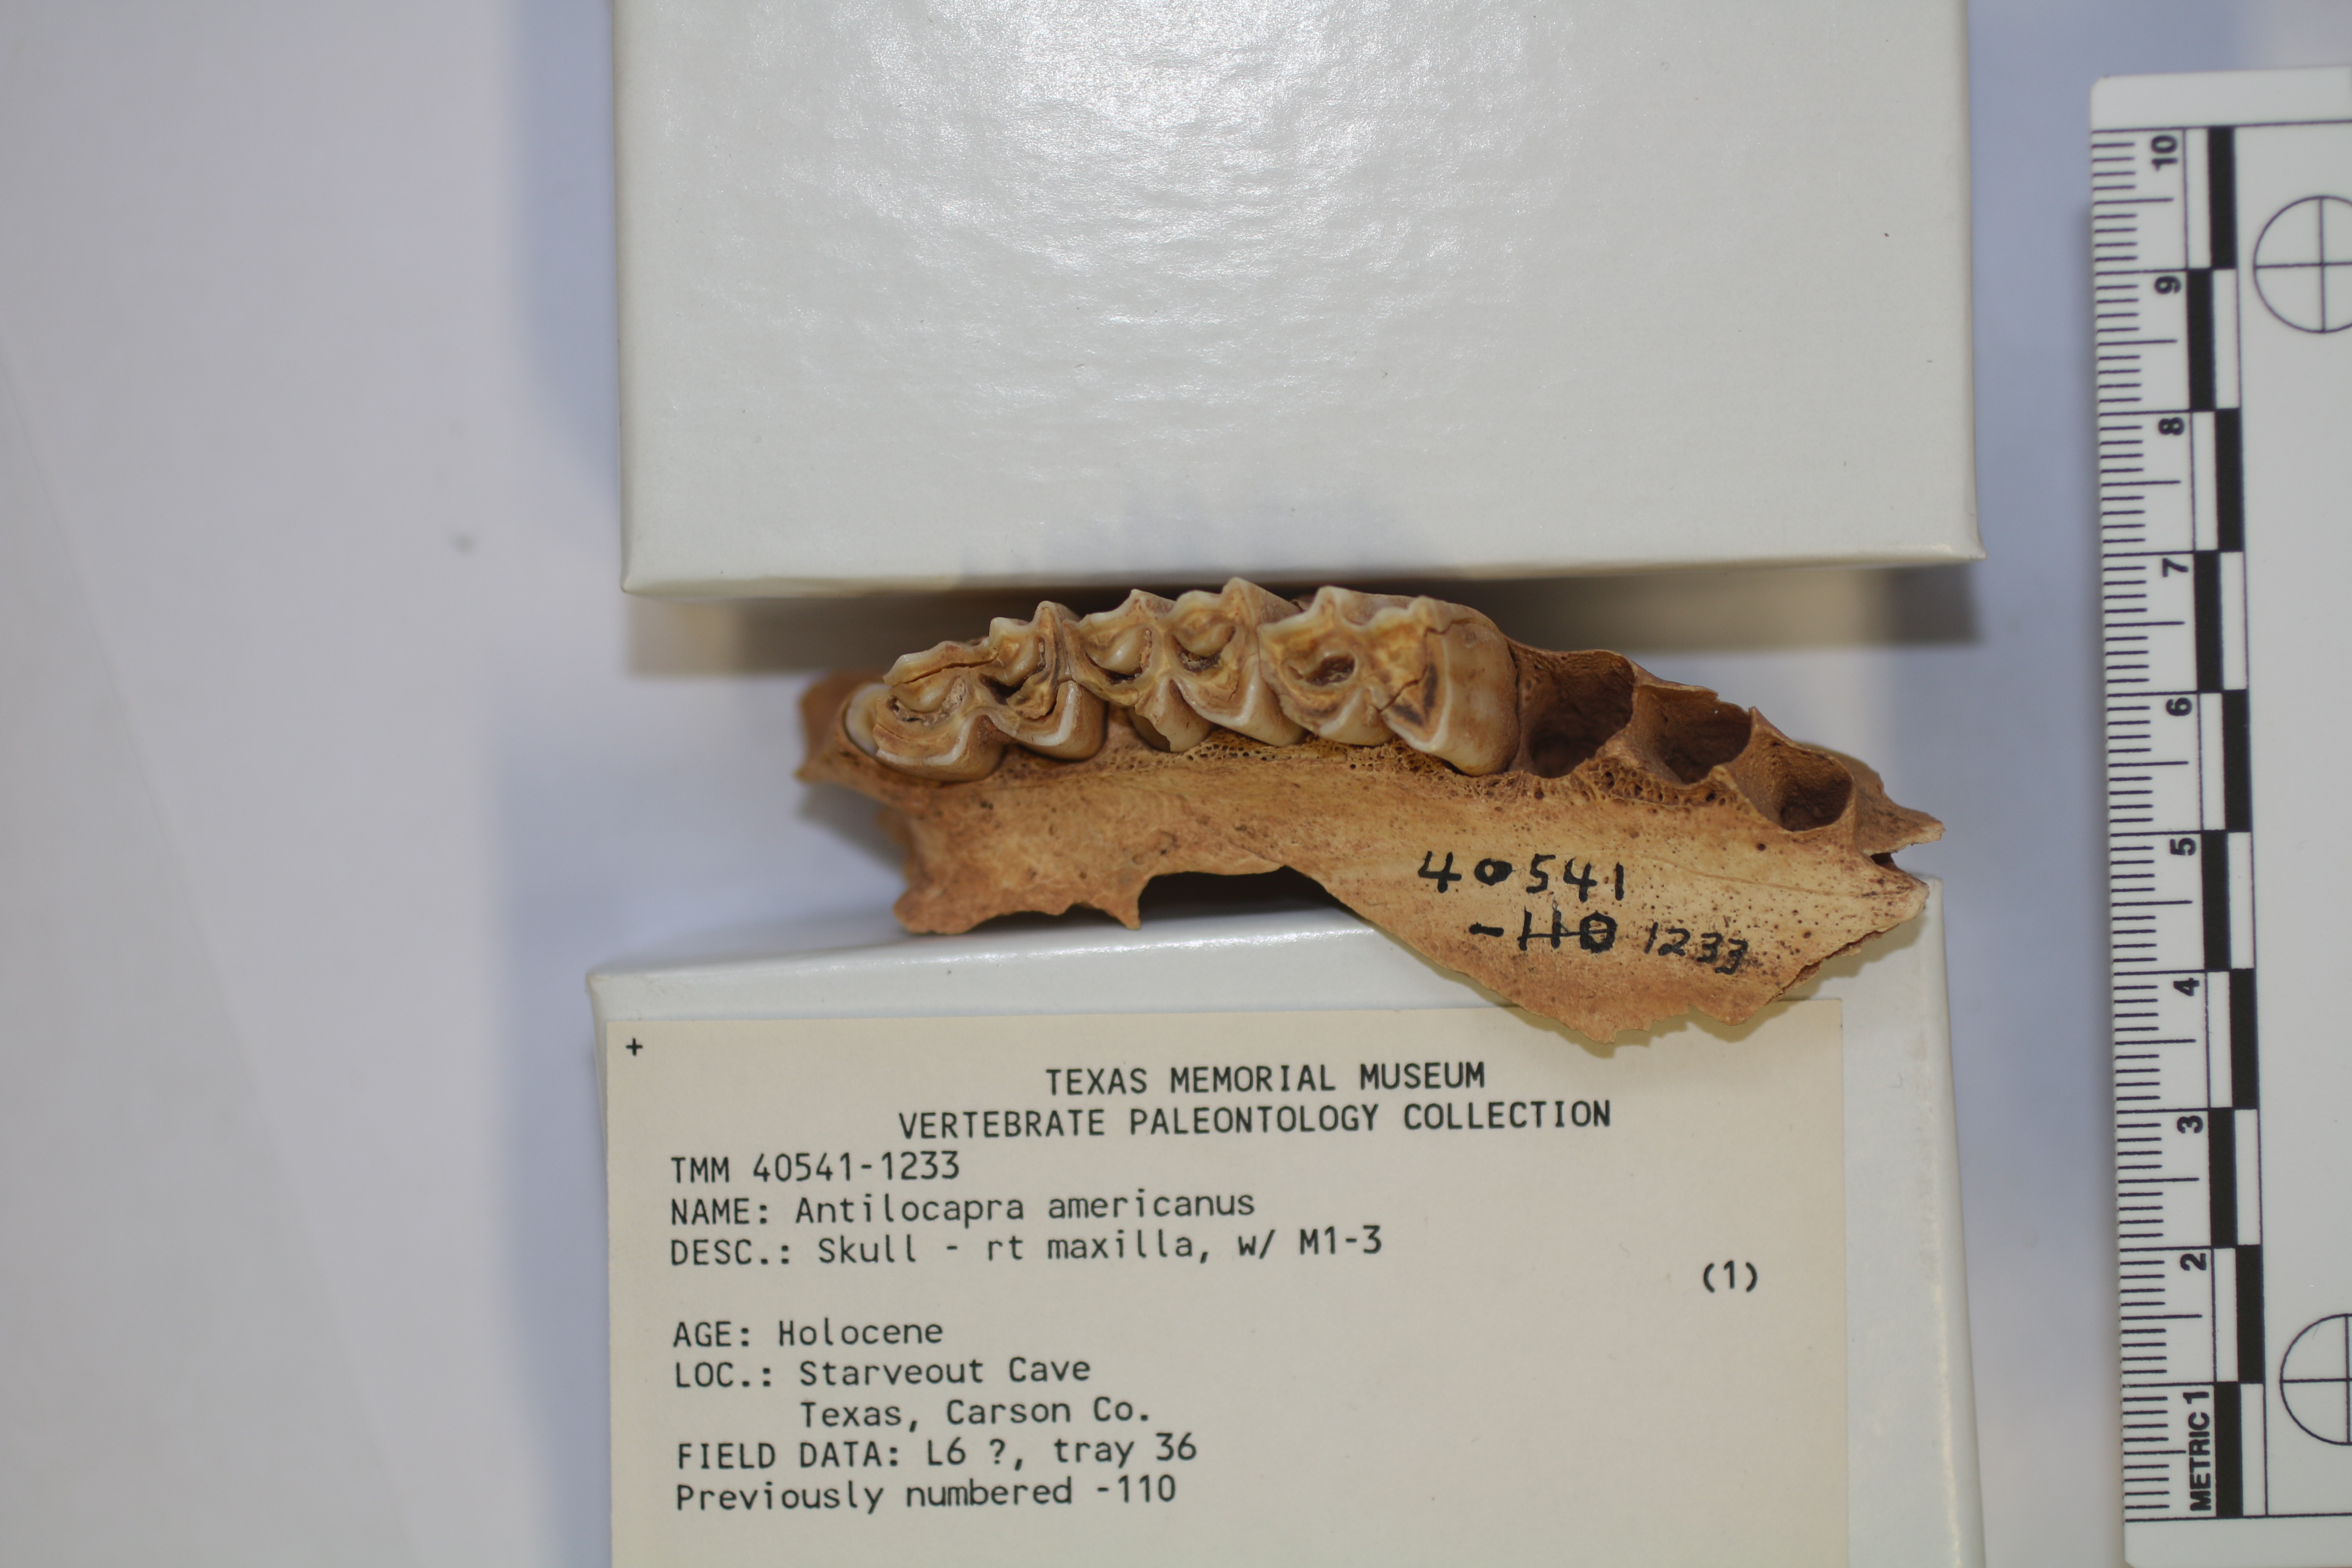 40541
-110 1233
+
TEXAS MEMORIAL MUSEUM
VERTEBRATE PALEONTOLOGY COLLECTION
TMM 40541-1233
NAME: Antilocapra americanus
DESC.: Skull - rt maxilla, w/ M1-3
(1)
AGE: Holocene
LOC.: Starveout Cave
Texas, Carson Co.
FIELD DATA: L6 ?, tray 36
Previously numbered -110
10
9
8
7
6
5
4
3
2
METRIC 1